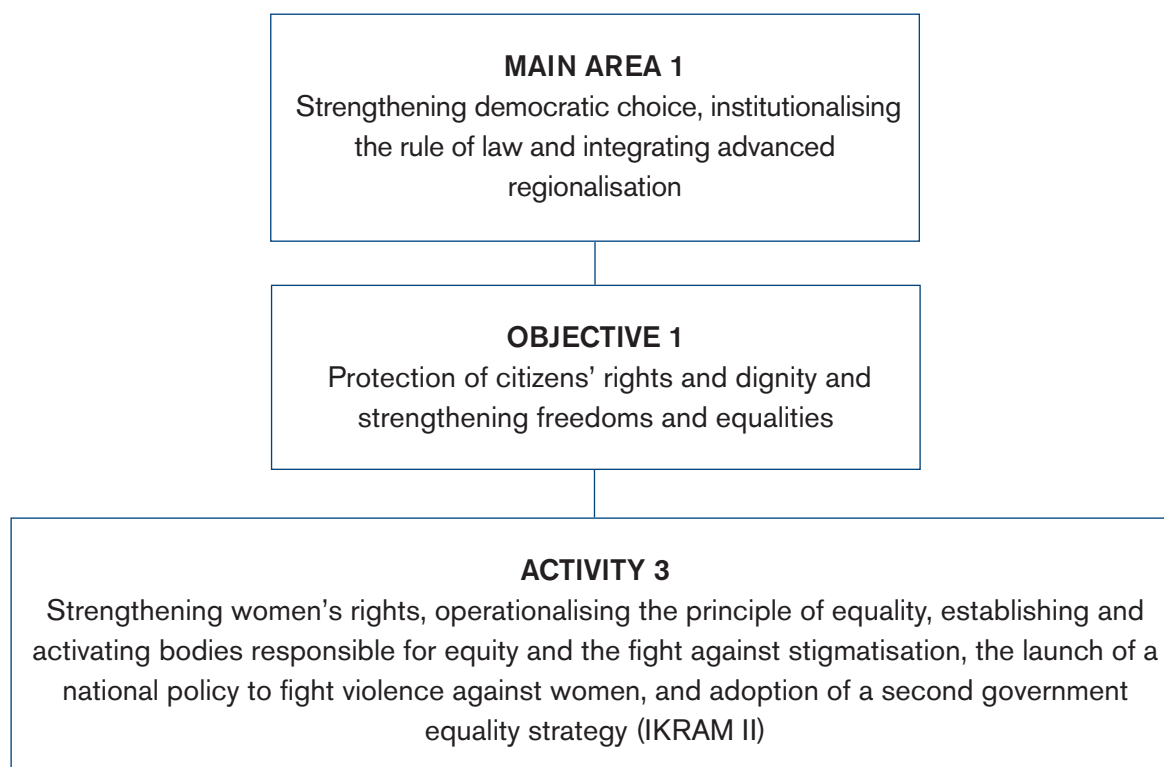 MAIN AREA 1
Strengthening democratic choice, institutionalising
the rule of law and integrating advanced
regionalisation
OBJECTIVE 1
Protection of citizens’ rights and dignity and
strengthening freedoms and equalities
ACTIVITY 3
Strengthening women’s rights, operationalising the principle of equality, establishing and
activating bodies responsible for equity and the fight against stigmatisation, the launch of a
national policy to fight violence against women, and adoption of a second government
equality strategy (IKRAM II)